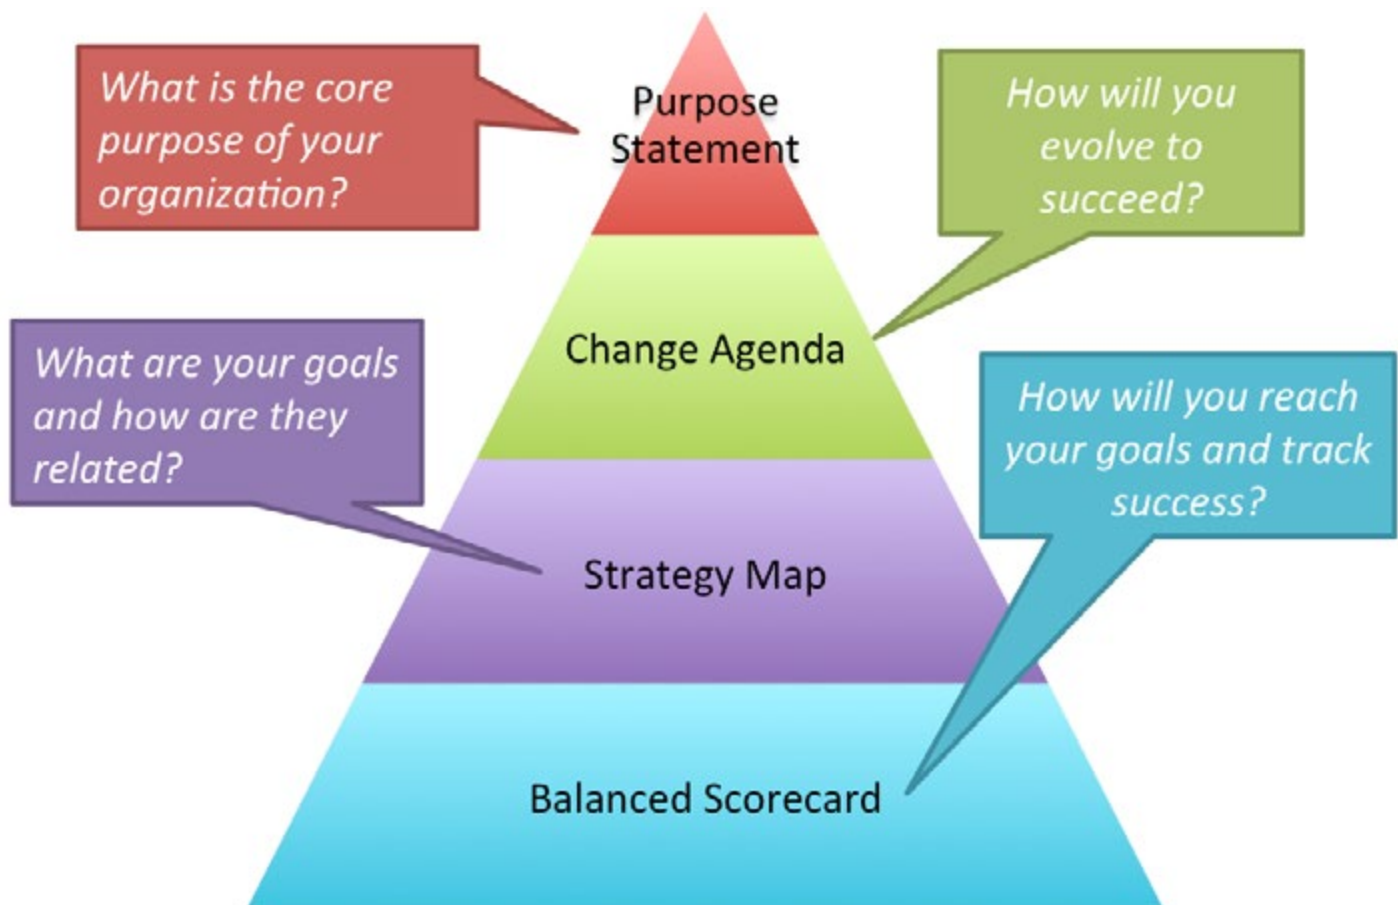 What is the core
purpose of your
organization?
Purpose
Statement
How will you
evolve to
succeed?
Change Agenda
What are your goals
and how are they
related?
How will you reach
your goals and track
success?
Strategy Map
Balanced Scorecard